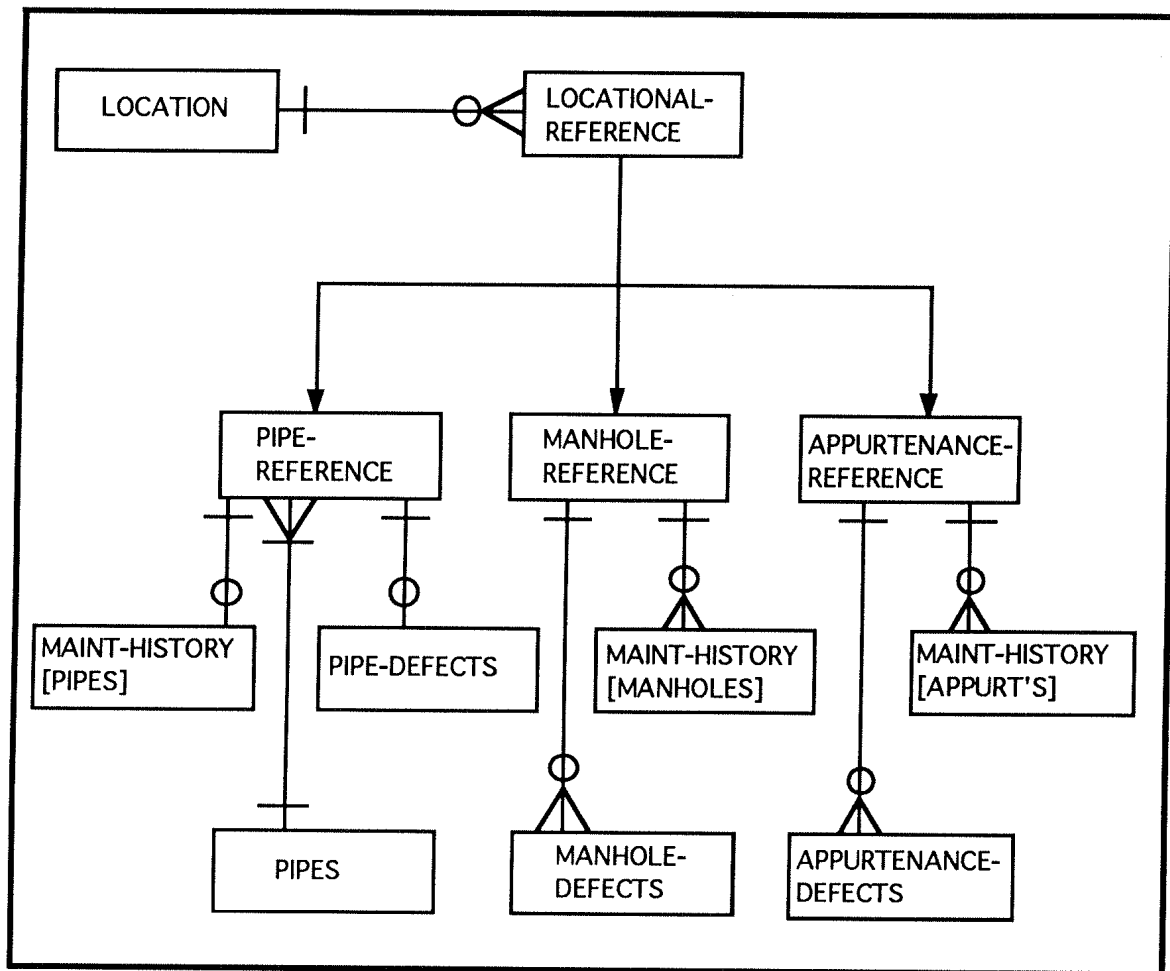 LOCATION
LOCATIONAL-
REFERENCE
PIPE-
REFERENCE
MANHOLE-
REFERENCE
APPURTENANCE-
REFERENCE
MAINT-HISTORY
[PIPES]
PIPE-DEFECTS
MAINT-HISTORY
[MANHOLES]
MAINT-HISTORY
[APPURT'S]
PIPES
MANHOLE-
DEFECTS
APPURTENANCE-
DEFECTS